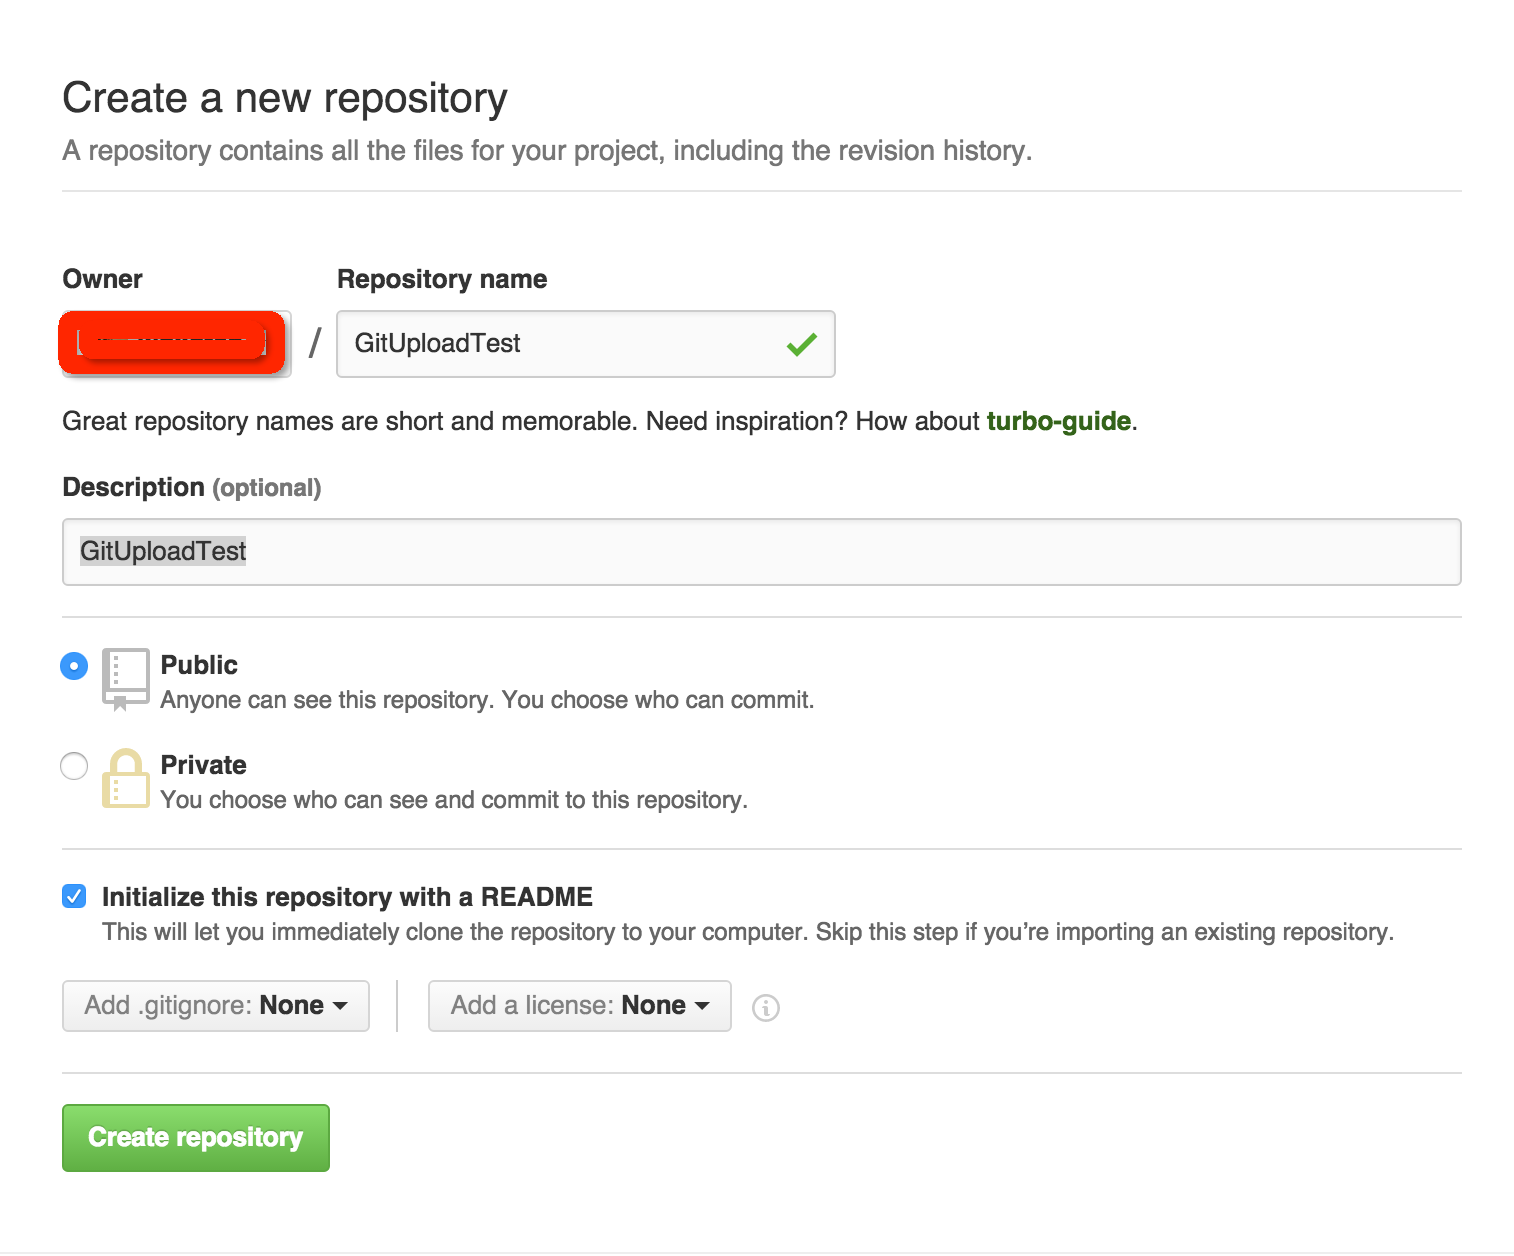 Create a new repository
A repository contains all the files for your project, including the revision history.
Owner
Repository name
/
GitUploadTest
Great repository names are short and memorable. Need inspiration? How about turbo-guide.
Description (optional)
GitUploadTest
Public
Anyone can see this repository. You choose who can commit.
Private
You choose who can see and commit to this repository.
Initialize this repository with a README
This will let you immediately clone the repository to your computer. Skip this step if you’re importing an existing repository.
Add .gitignore: None
Add a license: None
Create repository